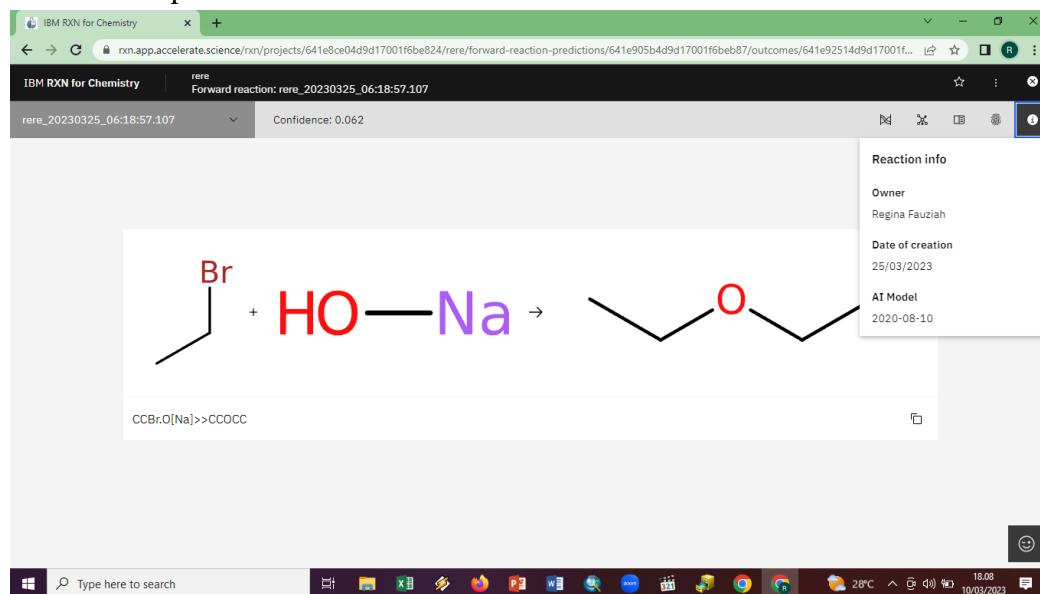 IBM RXN for Chemistry
rxn.app.accelerate.science/rxn/projects/641e8ce04d9d17001f6be824/rere/forward-reaction-predictions/641e905b4d9d17001f6beb87/outcomes/641e92514d9d17001f...
R
IBM RXN for Chemistry
rere
Forward reaction: rere_20230325_06:18:57.107
rere_20230325_06:18:57.107
Confidence: 0.062
Reaction info
Owner
Regina Fauziah
Date of creation
25/03/2023
AI Model
2020-08-10
Br
+ HO Na → O
CCBr.O[Na]>>CCOCC
Type here to search
zoom
28°C
18.08
10/03/2023